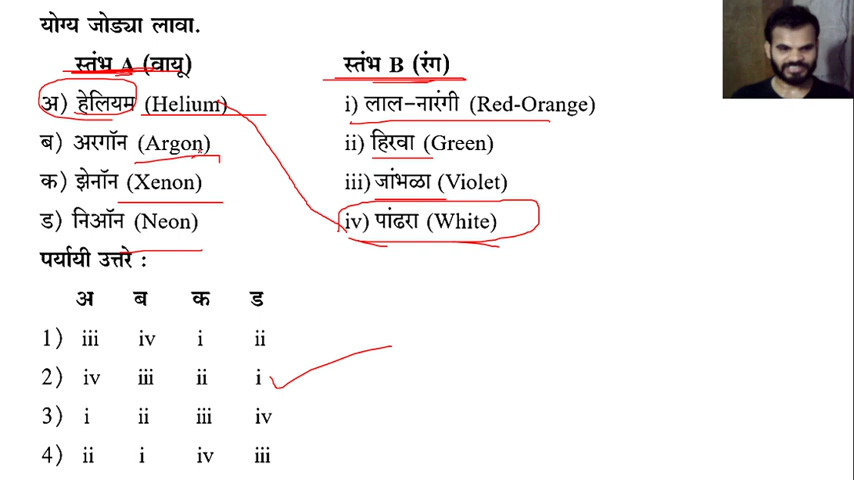 योग्य जोड्या लावा.
स्तंभ A (वायू) स्तंभ B (रंग)
अ) हेलियम (Helium) i) लाल-नारंगी (Red-Orange)
ब) अरगॉन (Argon) ii) हिरवा (Green)
क) झेनॉन (Xenon) iii) जांभळा (Violet)
ड) निऑन (Neon) iv) पांढरा (White)
पर्यायी उत्तरे :
अ ब क ड
1) iii iv i ii
2) iv iii ii i
3) i ii iii iv
4) ii i iv iii